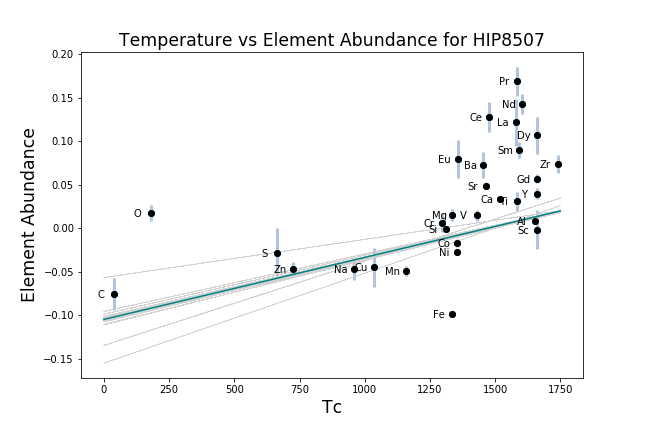 Temperature vs Element Abundance for HIP8507
Element Abundance
0.20
0.15
0.10
0.05
0.00
−0.05
−0.10
−0.15
Pr
Nd
Ce
La
Dy
Sm
Eu
Ba
Zr
Gd
Sr
Y
Ca
Ti
O
Mg
V
Al
Cr
Si
Sc
Co
S
Ni
Zn
Na
Cu
Mn
C
Fe
0
250
500
750
1000
1250
1500
1750
Tc